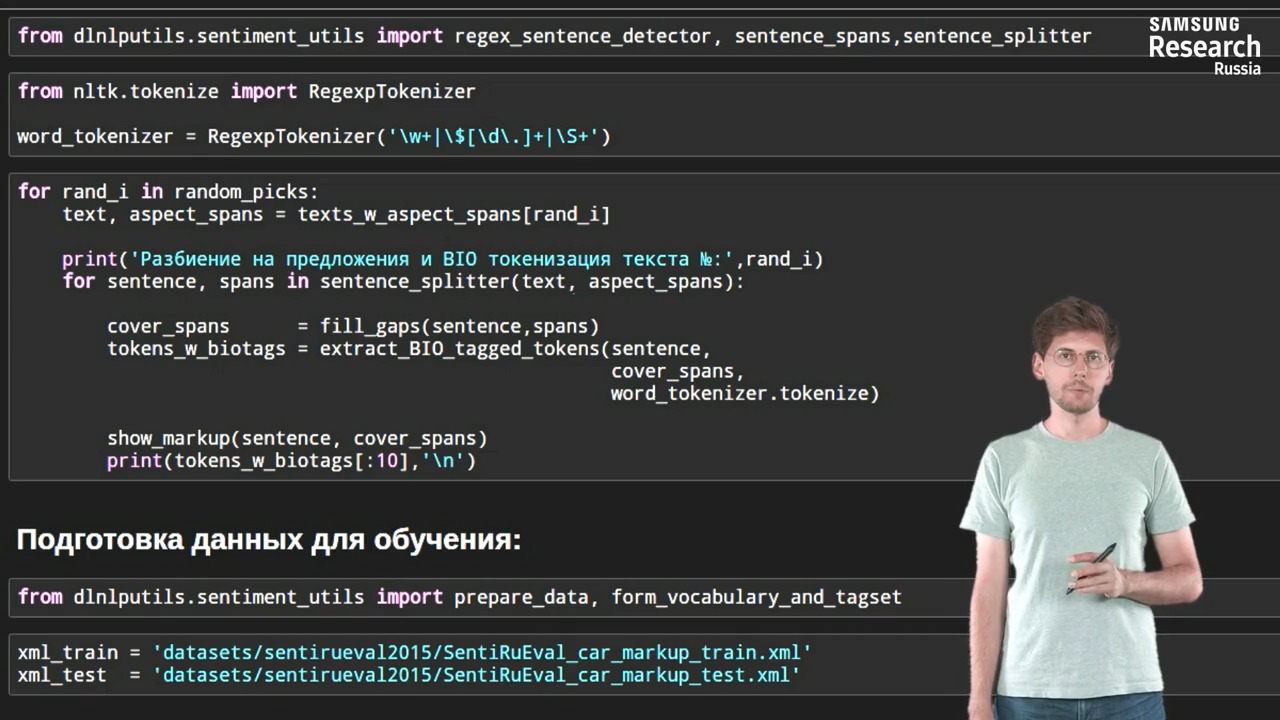 from dlnlputils.sentiment_utils import regex_sentence_detector, sentence_spans,sentence_splitter
SAMSUNG
Research
Russia
from nltk.tokenize import RegexpTokenizer
word_tokenizer = RegexpTokenizer('\w+|\$[\d\.]+|\S+')
for rand_i in random_picks:
text, aspect_spans = texts_w_aspect_spans[rand_i]
print('Разбиение на предложения и BIO токенизация текста №:',rand_i)
for sentence, spans in sentence_splitter(text, aspect_spans):
cover_spans = fill_gaps(sentence,spans)
tokens_w_biotags = extract_BIO_tagged_tokens(sentence,
cover_spans,
word_tokenizer.tokenize)
show_markup(sentence, cover_spans)
print(tokens_w_biotags[:10],'\n')
Подготовка данных для обучения:
from dlnlputils.sentiment_utils import prepare_data, form_vocabulary_and_tagset
xml_train = 'datasets/sentirueval2015/SentiRuEval_car_markup_train.xml'
xml_test = 'datasets/sentirueval2015/SentiRuEval_car_markup_test.xml'